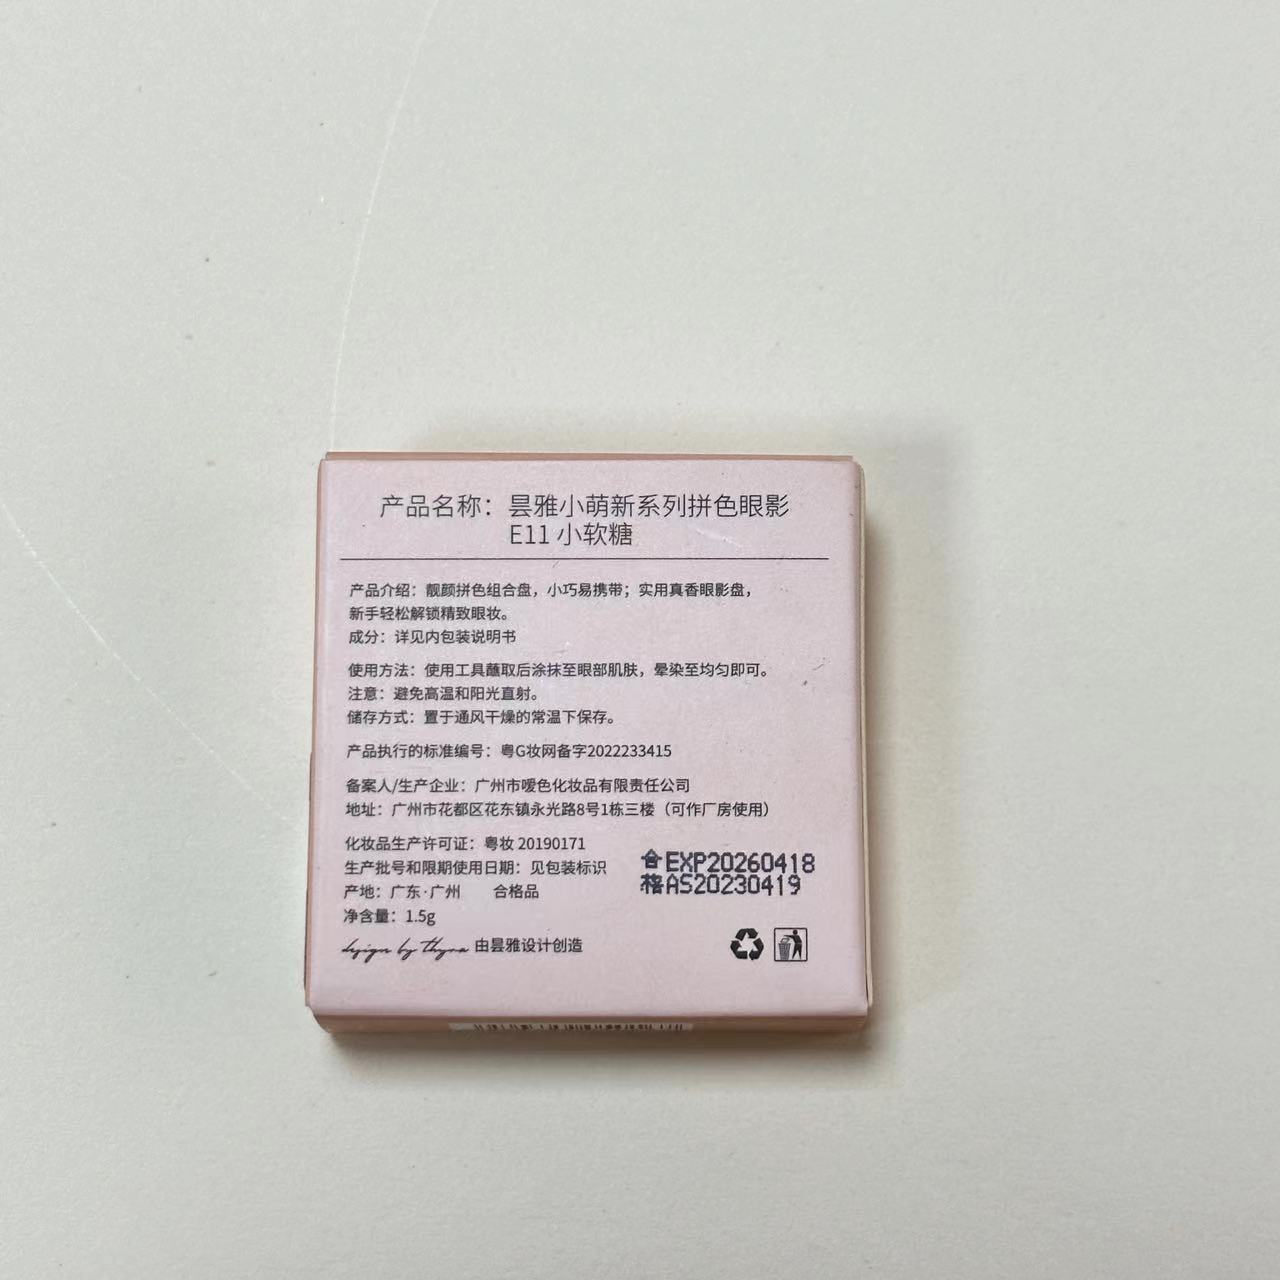 产品名称：昙雅小萌新系列拼色眼影
E11 小软糖
产品介绍：靓颜拼色组合盘，小巧易携带；实用真香眼影盘，
新手轻松解锁精致眼妆。
成分：详见内包装说明书
使用方法：使用工具蘸取后涂抹至眼部肌肤，晕染至均匀即可。
注意：避免高温和阳光直射。
储存方式：置于通风干燥的常温下保存。
产品执行的标准编号：粤G妆网备字2022233415
备案人/生产企业：广州市嗳色化妆品有限责任公司
地址：广州市花都区花东镇永光路8号1栋三楼（可作厂房使用）
化妆品生产许可证：粤妆 20190171
生产批号和限期使用日期：见包装标识
产地：广东·广州 合格品
净含量：1.5g
合格 EXP20260418
AS20230419
design by thyra 由昙雅设计创造